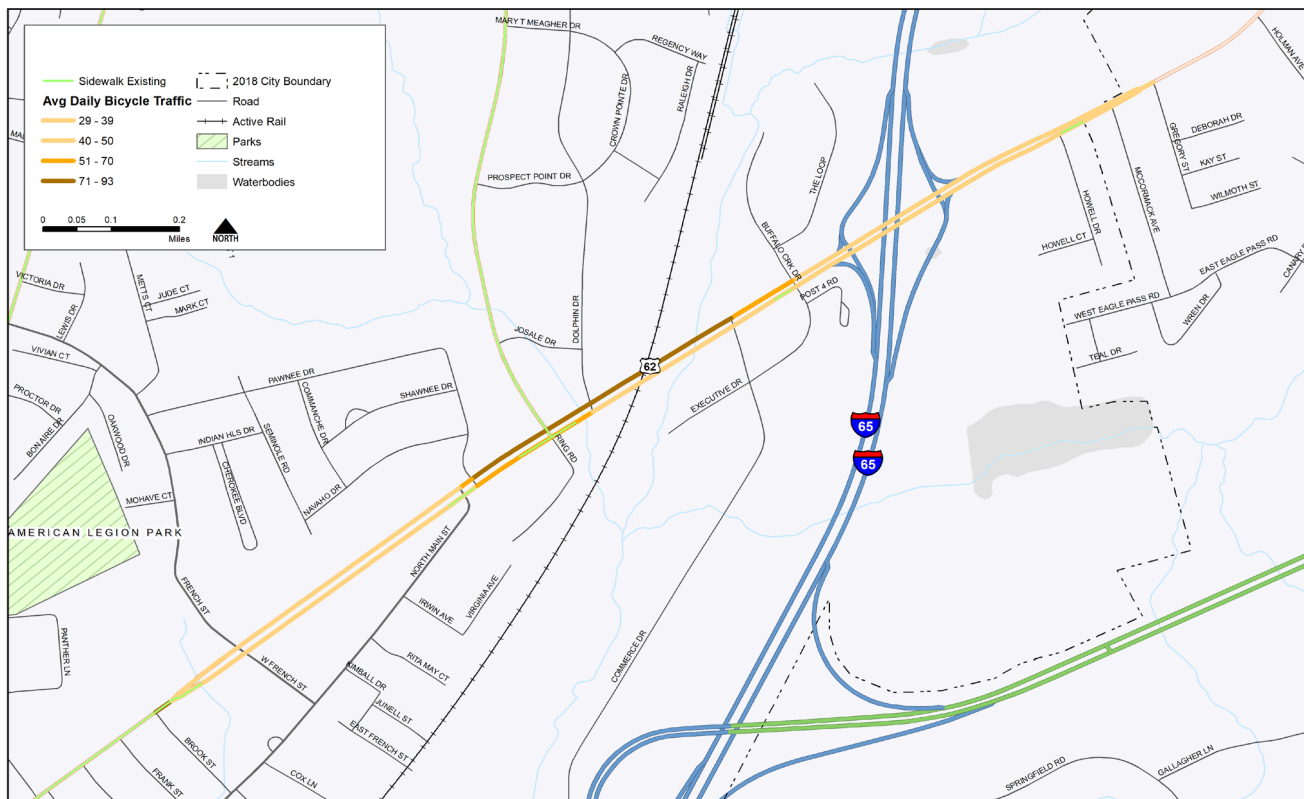 MARY T MEAGHER DR
REGENCY WAY
RALEIGH DR
CROWN POINTE DR
HOLMAN AVE
Sidewalk Existing
2018 City Boundary
Avg Daily Bicycle Traffic
Road
29 - 39
Active Rail
40 - 50
Parks
51 - 70
Streams
71 - 93
Waterbodies
0 0.05 0.1 0.2
Miles
NORTH
PROSPECT POINT DR
THE LOOP
DEBORAH DR
GREGORY ST
KAY ST
WILMOTH ST
MCCORMACK AVE
HOWELL DR
HOWELL CT
BUFFALO CRK DR
POST 4 RD
EAST EAGLE PASS RD
WEST EAGLE PASS RD
WREN DR
TEAL DR
VICTORIA DR
METTS CT
JUDE CT
MARK CT
LEWIS DR
VIVIAN CT
DOLPHIN DR
JOSALE DR
62
PAWNEE DR
SHAWNEE DR
COMMANCHE DR
PROCTOR DR
BONAIRE DR
OAKWOOD DR
INDIAN HLS DR
SEMINOLE RD
CHEROKEE BLVD
NAVAHO DR
MOHAVE CT
EXECUTIVE DR
RING RD
65
65
AMERICAN LEGION PARK
NORTH MAIN ST
FRENCH ST
IRWIN AVE
VIRGINIA AVE
PANTHER LN
W FRENCH ST
RITA MAY CT
KIMBALL DR
JUNELL ST
EAST FRENCH ST
COMMERCE DR
BROOK ST
FRANK ST
COX LN
SPRINGFIELD RD
GALLAGHER LN